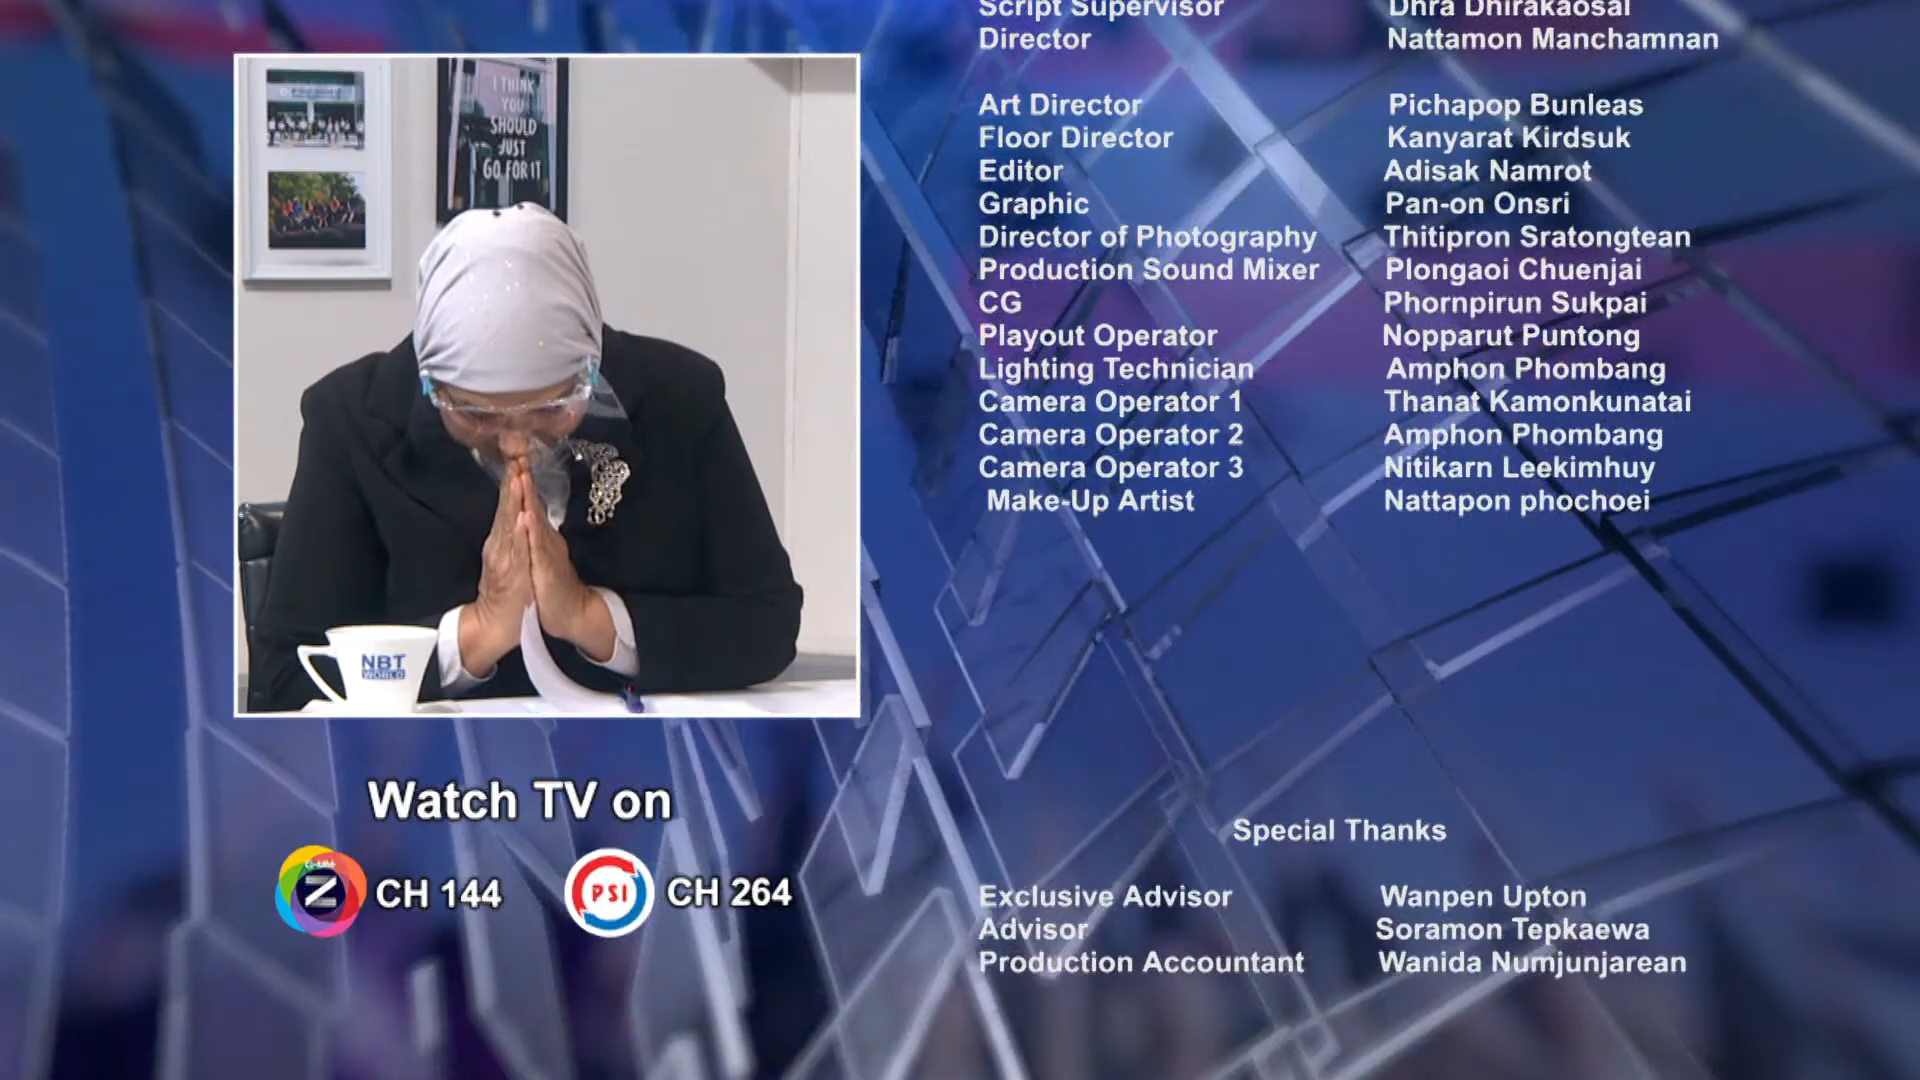 Script Supervisor Dhra Dhirakaosal
Director Nattamon Manchamnan
Art Director Pichapop Bunleas
Floor Director Kanyarat Kirdsuk
Editor Adisak Namrot
Graphic Pan-on Onsri
Director of Photography Thitipron Sratongtean
Production Sound Mixer Plongaoi Chuenjai
CG Phornpirun Sukpai
Playout Operator Nopparut Puntong
Lighting Technician Amphon Phombang
Camera Operator 1 Thanat Kamonkunatai
Camera Operator 2 Amphon Phombang
Camera Operator 3 Nitikarn Leekimhuy
Make-Up Artist Nattapon phochoei
Special Thanks
Exclusive Advisor Wanpen Upton
Advisor Soramon Tepkaewa
Production Accountant Wanida Numjunjarean
I THINK
YOU
SHOULD
JUST
GO FOR IT
NBT
WORLD
Watch TV on
Z CH 144
PSI CH 264